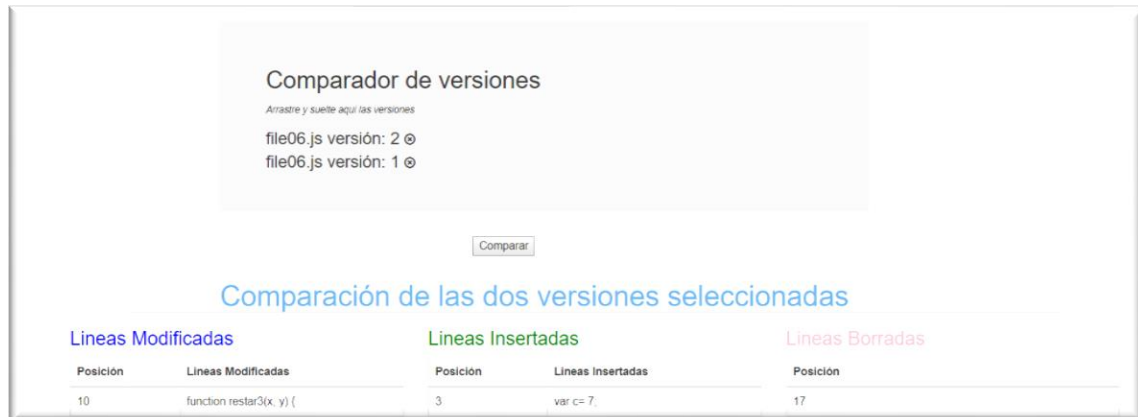 Comparador de versiones
Arrastre y suelte aqui las versiones
file06.js versión: 2 ⊗
file06.js versión: 1 ⊗
Comparar
Comparación de las dos versiones seleccionadas
Lineas Modificadas
Posición Lineas Modificadas
10 function restar3(x, y) {
Lineas Insertadas
Posición Lineas Insertadas
3 var c= 7;
Lineas Borradas
Posición
17